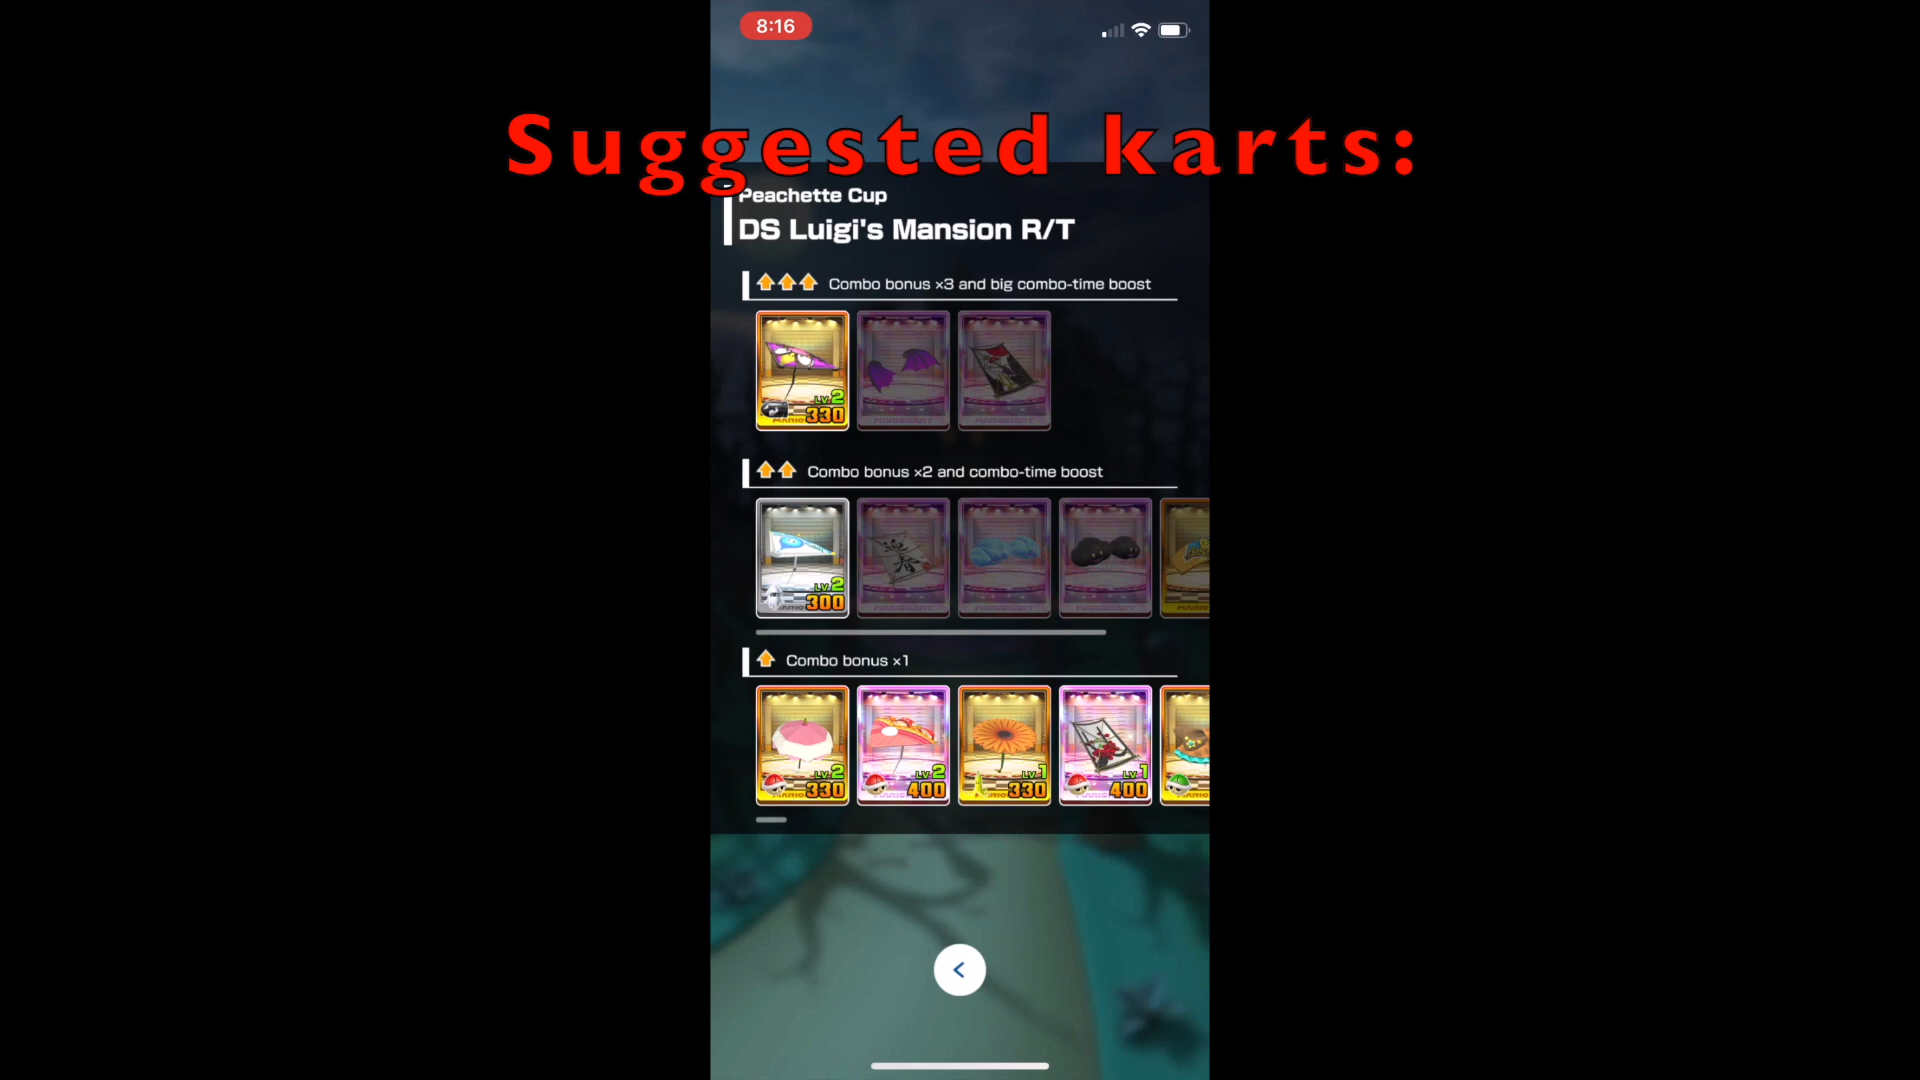 8:16
Suggested karts:
Peachette Cup
DS Luigi's Mansion R/T
Combo bonus ×3 and big combo-time boost
LV.2
330
Combo bonus ×2 and combo-time boost
LV.2
300
Combo bonus ×1
LV.2 LV.2 LV.1 LV.1
330 400 330 400